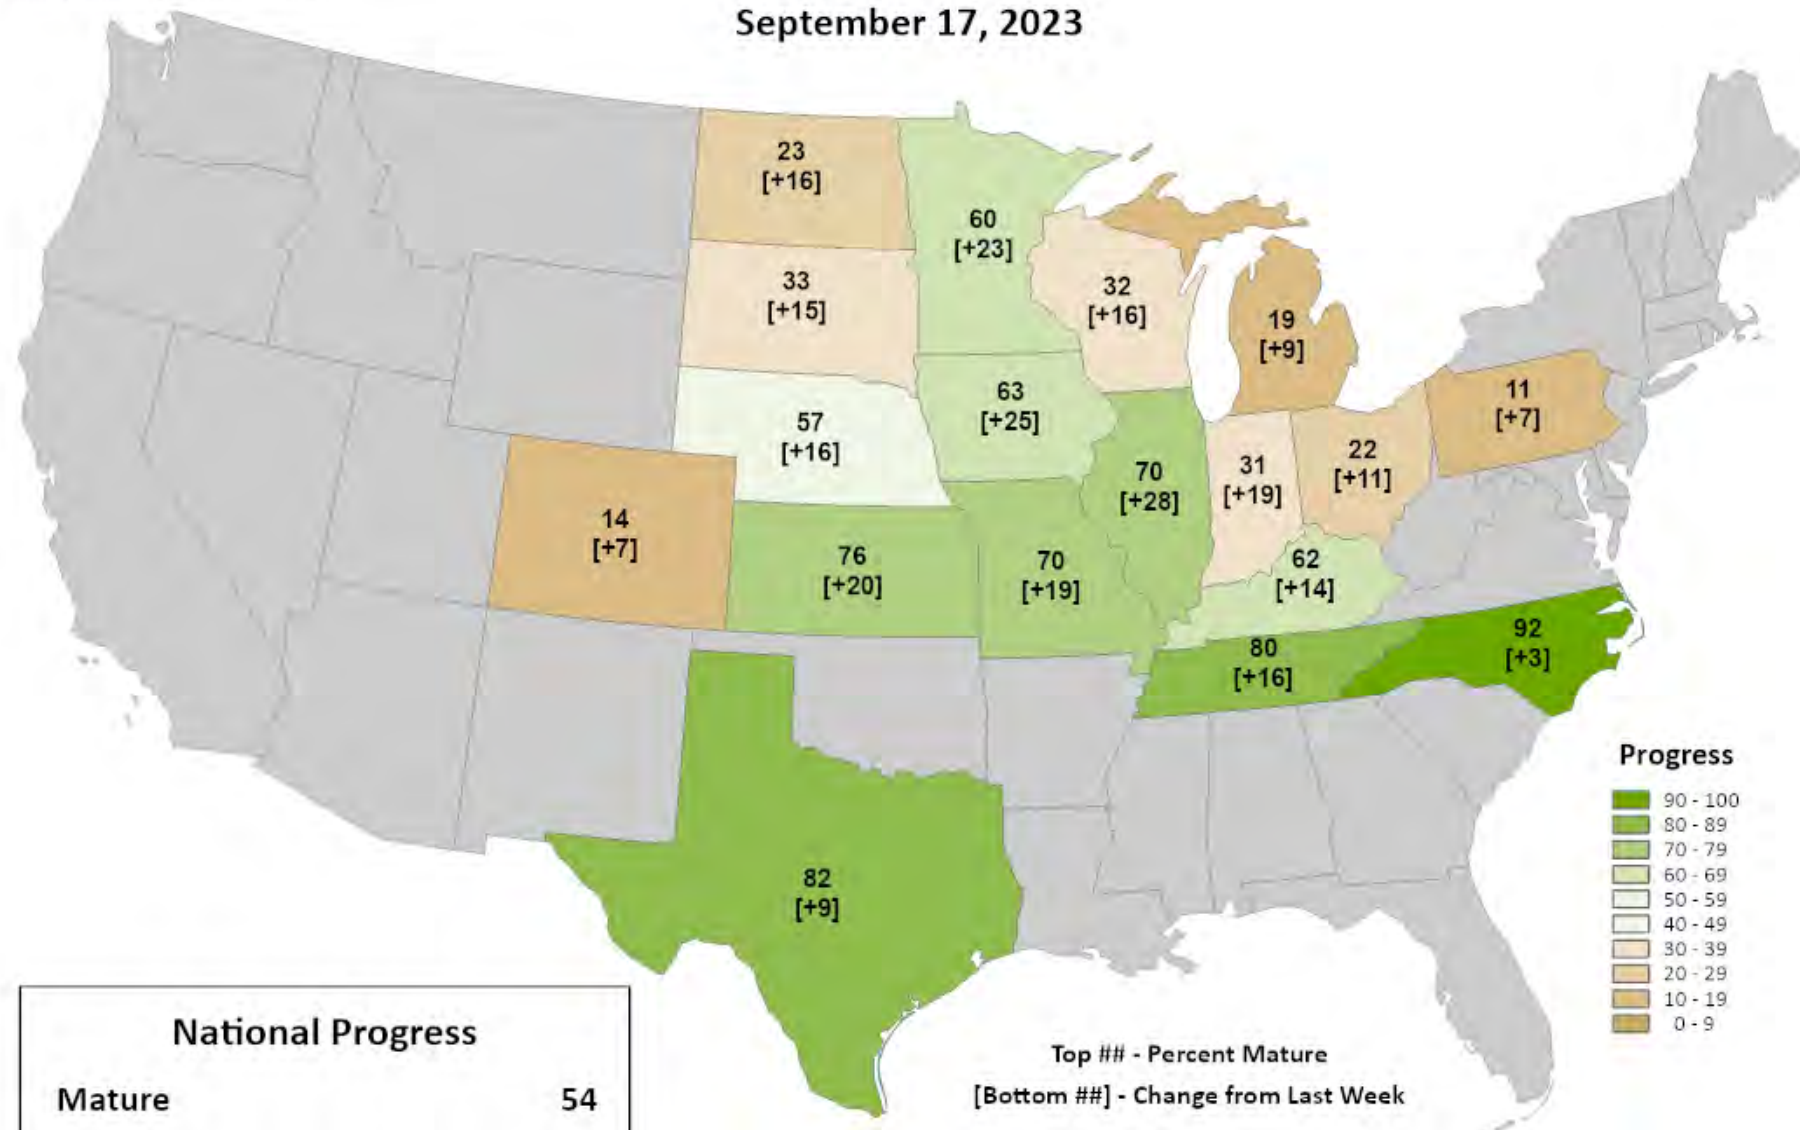 September 17, 2023
23
[+16]
60
[+23]
33
[+15]
32
[+16]
19
[+9]
11
[+7]
63
[+25]
57
[+16]
70
[+28]
31
[+19]
22
[+11]
14
[+7]
76
[+20]
70
[+19]
62
[+14]
80
[+16]
92
[+3]
82
[+9]
Progress
90 - 100
80 - 89
70 - 79
60 - 69
50 - 59
40 - 49
30 - 39
20 - 29
10 - 19
0 - 9
National Progress
Mature 54
Top ## - Percent Mature
[Bottom ##] - Change from Last Week